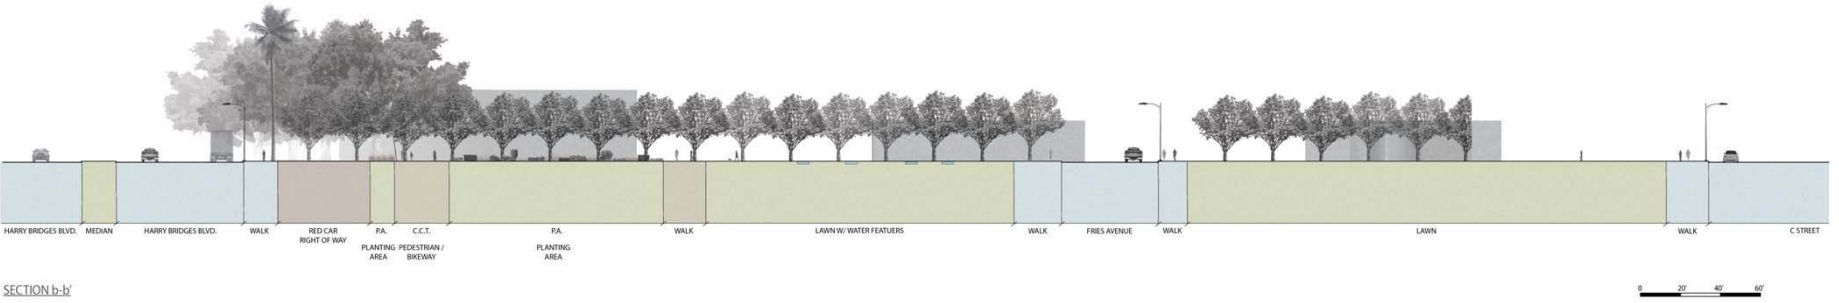 HARRY BRIDGES BLVD.
MEDIAN
HARRY BRIDGES BLVD.
WALK
RED CAR
RIGHT OF WAY
P.A.
PLANTING
AREA
C.C.T.
PEDESTRIAN /
BIKEWAY
P.A.
PLANTING
AREA
WALK
LAWN W/ WATER FEATUERS
WALK
FRIES AVENUE
WALK
LAWN
WALK
C STREET
SECTION b-b'
0 20' 40' 60'